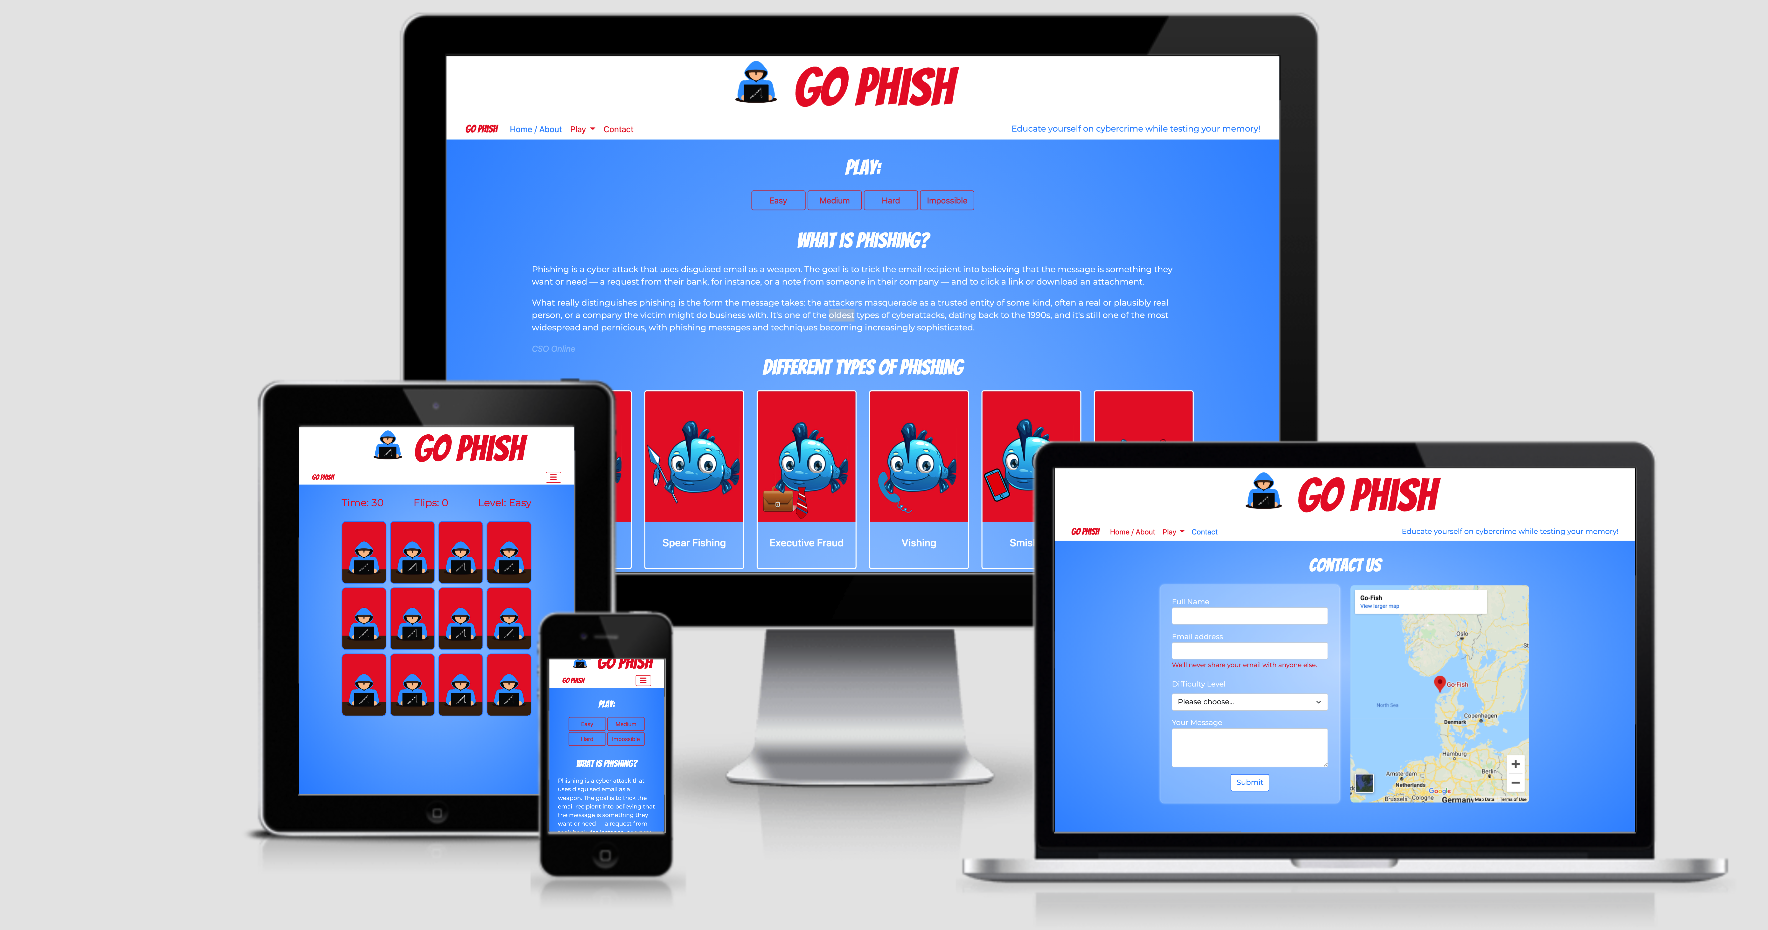 GO PHISH
GO PHISH Home / About Play Contact Educate yourself on cybercrime while testing your memory!
PLAY:
Easy Medium Hard Impossible
WHAT IS PHISHING?
Phishing is a cyber attack that uses disguised email as a weapon. The goal is to trick the email recipient into believing that the message is something they
want or need — a request from their bank, for instance, or a note from someone in their company — and to click a link or download an attachment.
What really distinguishes phishing is the form the message takes: the attackers masquerade as a trusted entity of some kind, often a real or plausibly real
person, or a company the victim might do business with. It's one of the oldest types of cyberattacks, dating back to the 1990s, and it's still one of the most
widespread and pernicious, with phishing messages and techniques becoming increasingly sophisticated.
CSO Online
DIFFERENT TYPES OF PHISHING
Spear Fishing Executive Fraud Vishing Smis
GO PHISH
GO PHISH
Time: 30 Flips: 0 Level: Easy
GO PHISH
GO PHISH
PLAY:
Easy Medium
Hard Impossible
WHAT IS PHISHING?
Phishing is a cyber attack that
uses disguised email as a
weapon. The goal is to trick the
email recipient into believing that
the message is something they
want or need — a request from
GO PHISH
GO PHISH Home / About Play Contact Educate yourself on cybercrime while testing your memory!
CONTACT US
Full Name
Email address
We'll never share your email with anyone else.
Difficulty Level
Please choose...
Your Message
Submit
Go-Fish
View larger map
Oslo
St
Go-Fish
North Sea
Copenhagen
Denmark
Hamburg
Amsterdam
Berlin
Netherlands
Brussels Cologne
Google
Germany
Map Data Terms of Use